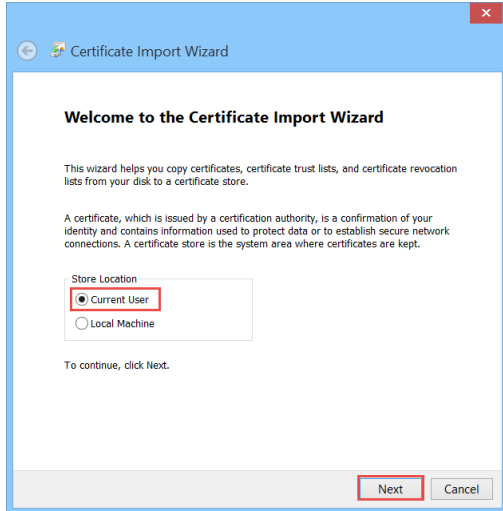 Certificate Import Wizard
Welcome to the Certificate Import Wizard
This wizard helps you copy certificates, certificate trust lists, and certificate revocation
lists from your disk to a certificate store.
A certificate, which is issued by a certification authority, is a confirmation of your
identity and contains information used to protect data or to establish secure network
connections. A certificate store is the system area where certificates are kept.
Store Location
Current User
Local Machine
To continue, click Next.
Next Cancel